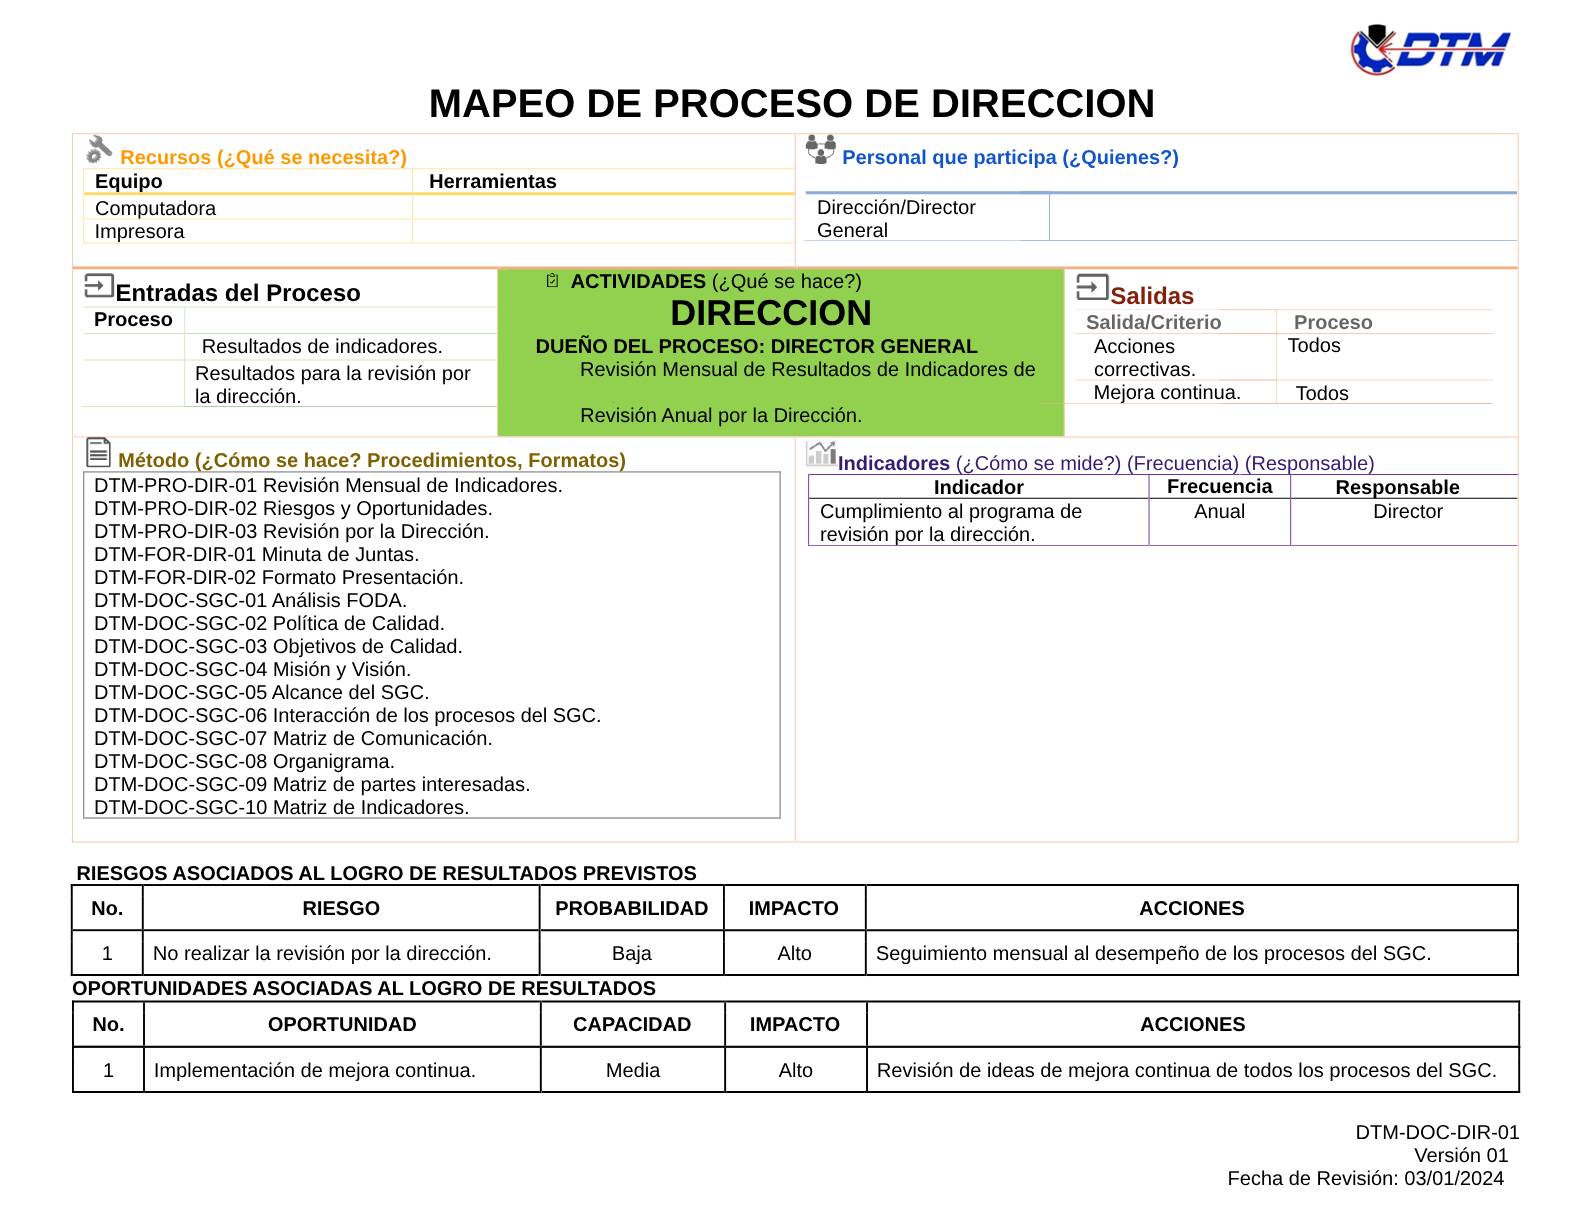 DTM
MAPEO DE PROCESO DE DIRECCION
Recursos (¿Qué se necesita?)
Equipo Herramientas
Computadora
Impresora
Personal que participa (¿Quienes?)
Dirección/Director
General
Entradas del Proceso
Proceso
Resultados de indicadores.
Resultados para la revisión por
la dirección.
ACTIVIDADES (¿Qué se hace?)
DIRECCION
DUEÑO DEL PROCESO: DIRECTOR GENERAL
Revisión Mensual de Resultados de Indicadores de
Revisión Anual por la Dirección.
Salidas
Salida/Criterio Proceso
Acciones Todos
correctivas.
Mejora continua. Todos
Método (¿Cómo se hace? Procedimientos, Formatos)
DTM-PRO-DIR-01 Revisión Mensual de Indicadores.
DTM-PRO-DIR-02 Riesgos y Oportunidades.
DTM-PRO-DIR-03 Revisión por la Dirección.
DTM-FOR-DIR-01 Minuta de Juntas.
DTM-FOR-DIR-02 Formato Presentación.
DTM-DOC-SGC-01 Análisis FODA.
DTM-DOC-SGC-02 Política de Calidad.
DTM-DOC-SGC-03 Objetivos de Calidad.
DTM-DOC-SGC-04 Misión y Visión.
DTM-DOC-SGC-05 Alcance del SGC.
DTM-DOC-SGC-06 Interacción de los procesos del SGC.
DTM-DOC-SGC-07 Matriz de Comunicación.
DTM-DOC-SGC-08 Organigrama.
DTM-DOC-SGC-09 Matriz de partes interesadas.
DTM-DOC-SGC-10 Matriz de Indicadores.
Indicadores (¿Cómo se mide?) (Frecuencia) (Responsable)
Indicador Frecuencia Responsable
Cumplimiento al programa de Anual Director
revisión por la dirección.
RIESGOS ASOCIADOS AL LOGRO DE RESULTADOS PREVISTOS
No. RIESGO PROBABILIDAD IMPACTO ACCIONES
1 No realizar la revisión por la dirección. Baja Alto Seguimiento mensual al desempeño de los procesos del SGC.
OPORTUNIDADES ASOCIADAS AL LOGRO DE RESULTADOS
No. OPORTUNIDAD CAPACIDAD IMPACTO ACCIONES
1 Implementación de mejora continua. Media Alto Revisión de ideas de mejora continua de todos los procesos del SGC.
DTM-DOC-DIR-01
Versión 01
Fecha de Revisión: 03/01/2024